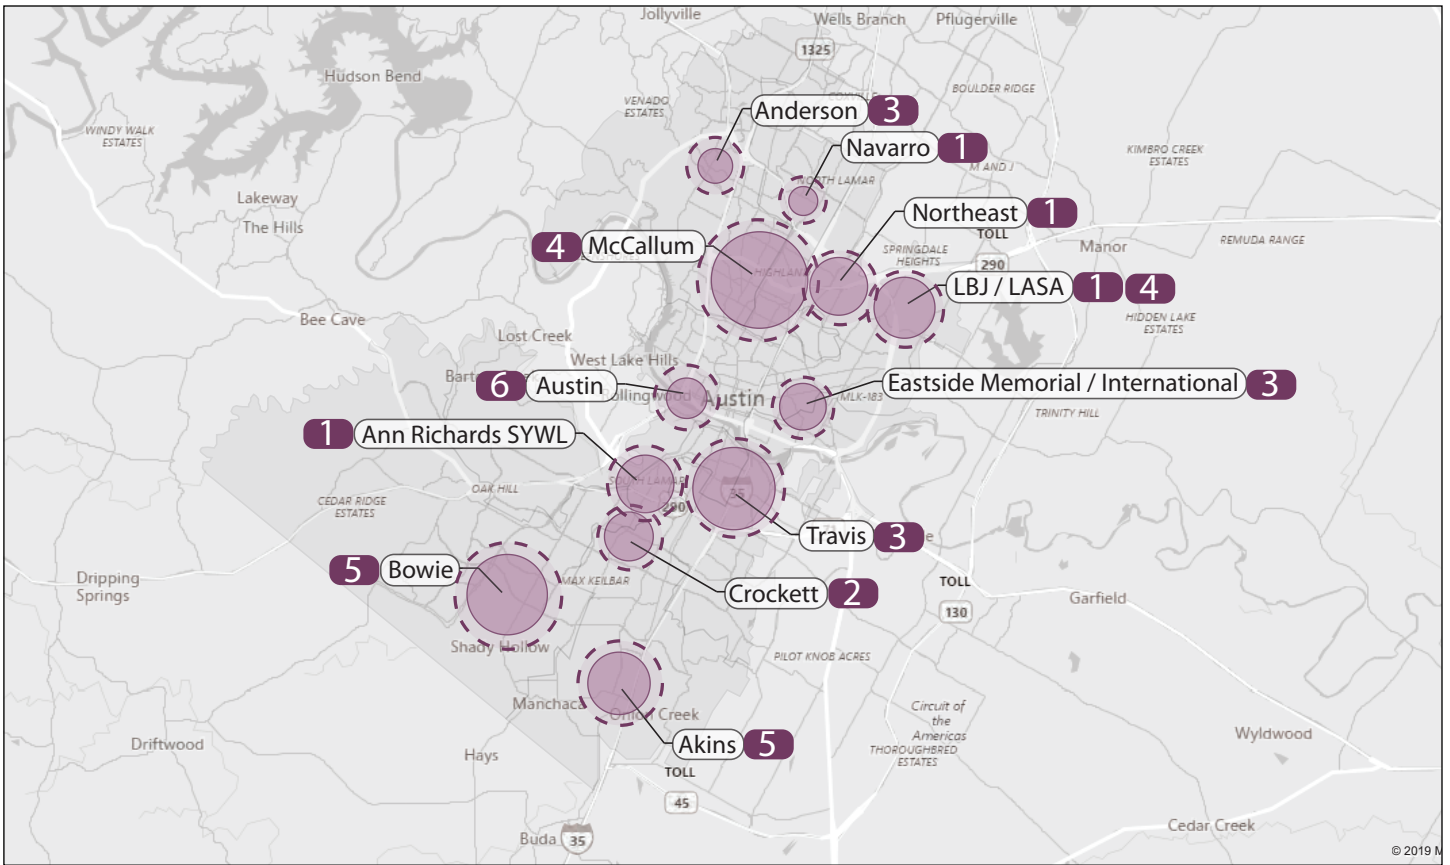 Jollyville
Wells Branch
Pflugerville
1325
Hudson Bend
BOULDER RIDGE
VENADO
ESTATES
Anderson 3
WINDY WALK
ESTATES
Navarro 1
KIMBRO CREEK
ESTATES
M AND J
NORTH LAMAR
Lakeway
Northeast 1
The Hills
TOLL
290
4 McCallum
SPRINGDALE
HEIGHTS
Manor
REMUDA RANGE
HIGHLAND
LBJ / LASA 1 4
HIDDEN LAKE
ESTATES
Bee Cave
Lost Creek
West Lake Hills
6 Austin
Eastside Memorial / International 3
Austin
MLK-183
TRINITY HILL
1 Ann Richards SYWL
SOUTH LAMAR
OAK HILL
CEDAR RIDGE
ESTATES
290
35
71
Travis 3
5 Bowie
Dripping
Springs
MAX KEILBAR
Crockett 2
TOLL
130
Garfield
Shady Hollow
PILOT KNOB ACRES
Manchaca
Onion Creek
Circuit of
the
Americas
THOROUGHBRED
ESTATES
Driftwood
Hays
Akins 5
TOLL
45
Wyldwood
Buda
35
Cedar Creek
© 2019 M